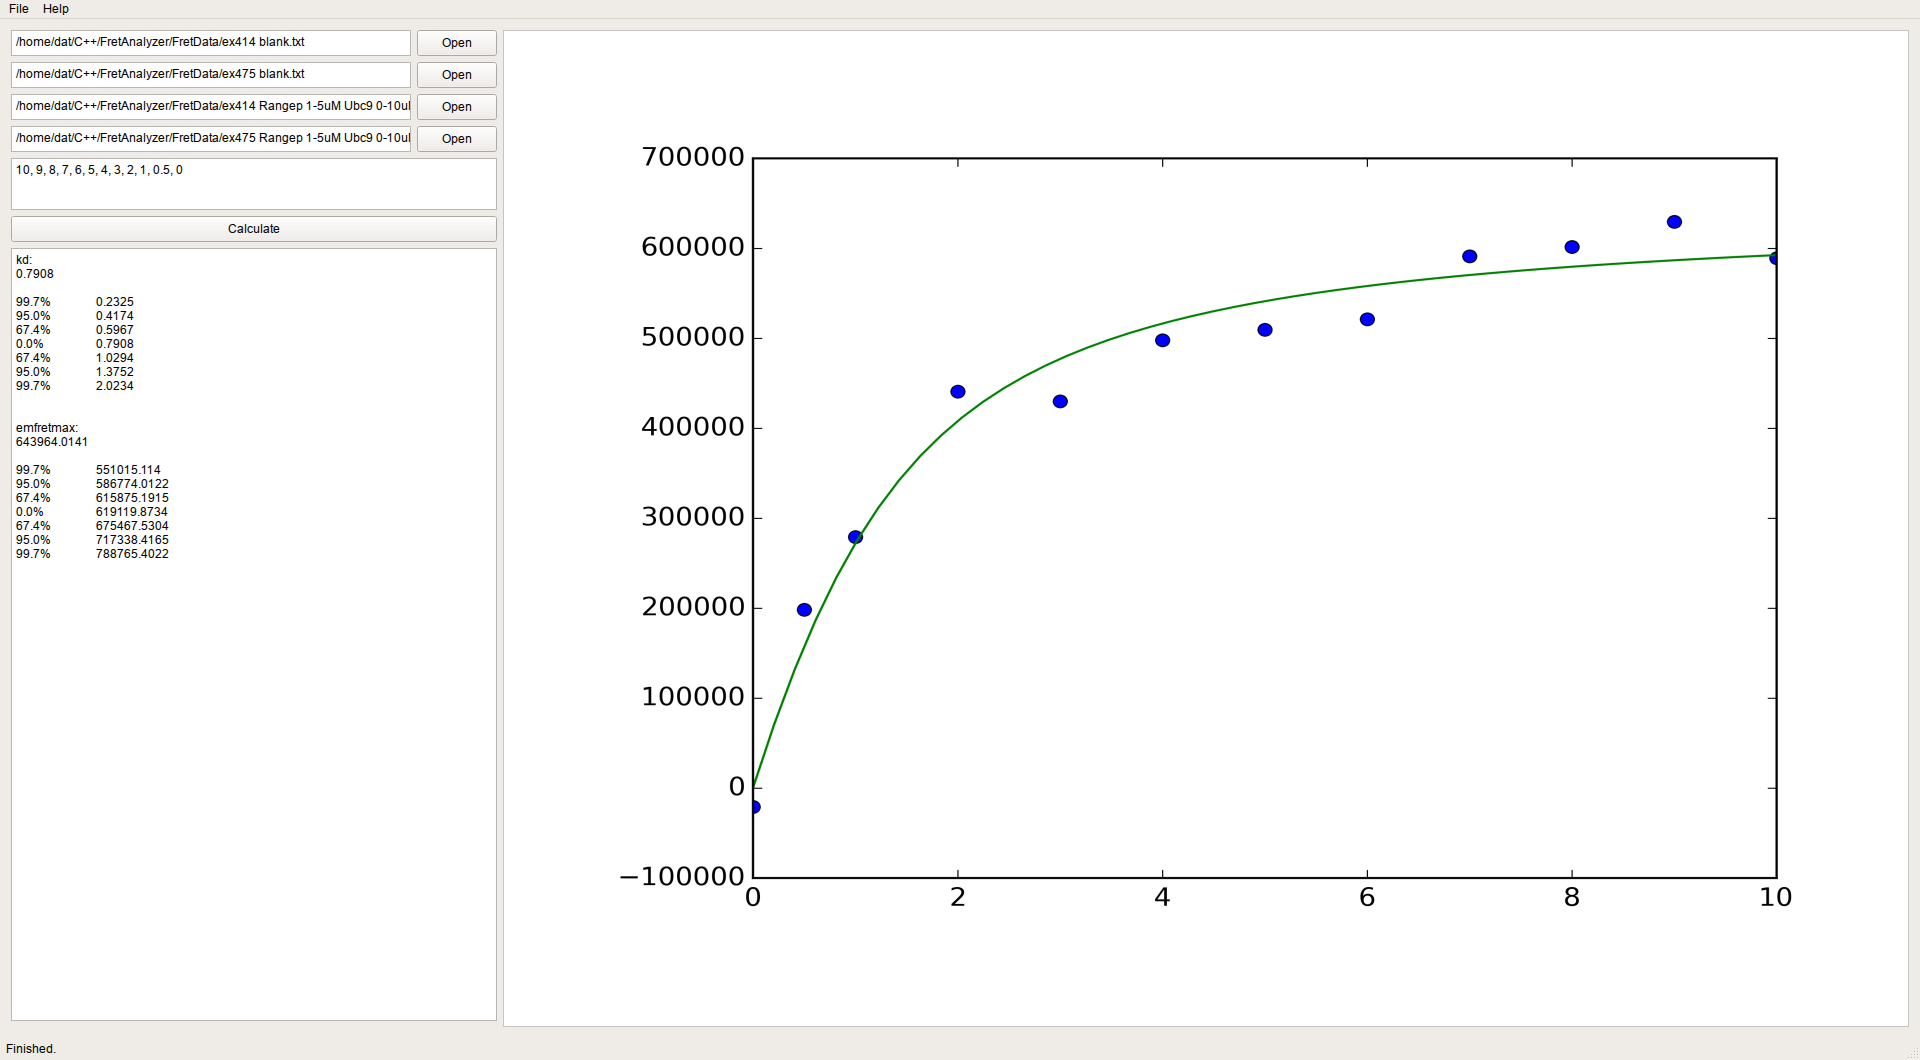 File Help
/home/dat/C++/FretAnalyzer/FretData/ex414 blank.txt Open
/home/dat/C++/FretAnalyzer/FretData/ex475 blank.txt Open
/home/dat/C++/FretAnalyzer/FretData/ex414 Rangep 1-5uM Ubc9 0-10u Open
/home/dat/C++/FretAnalyzer/FretData/ex475 Rangep 1-5uM Ubc9 0-10u Open
10, 9, 8, 7, 6, 5, 4, 3, 2, 1, 0.5, 0
Calculate
kd:
0.7908
99.7% 0.2325
95.0% 0.4174
67.4% 0.5967
0.0% 0.7908
67.4% 1.0294
95.0% 1.3752
99.7% 2.0234
emfretmax:
643964.0141
99.7% 551015.114
95.0% 586774.0122
67.4% 615875.1915
0.0% 619119.8734
67.4% 675467.5304
95.0% 717338.4165
99.7% 788765.4022
700000
600000
500000
400000
300000
200000
100000
0
−100000
0 2 4 6 8 10
Finished.